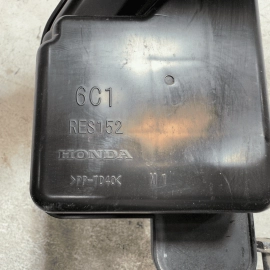 6C1
RES152
HONDA
>PP-TD40<